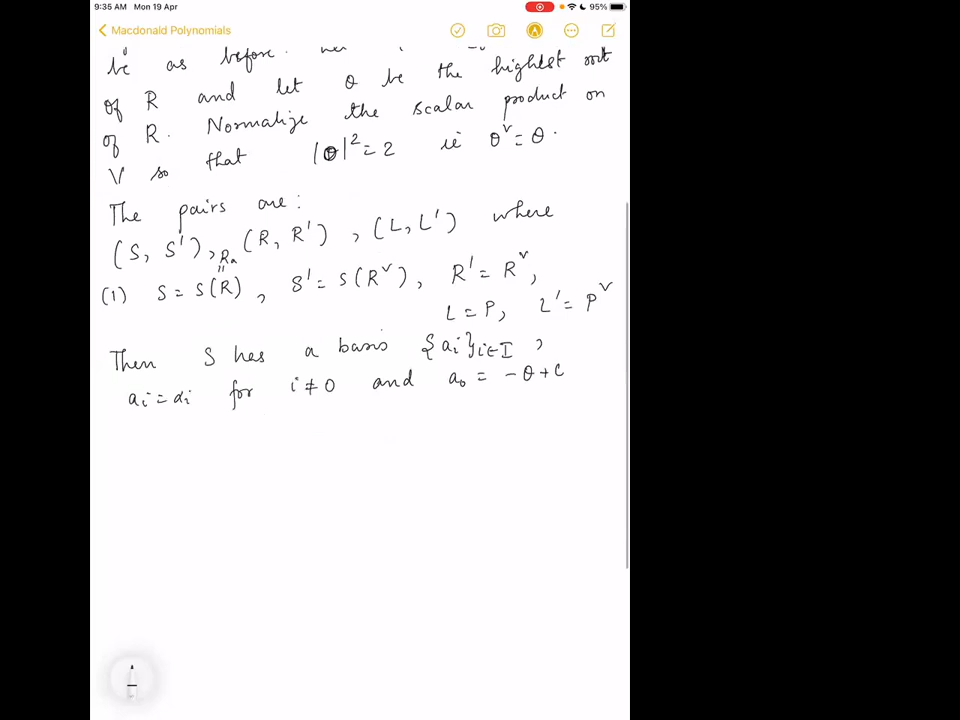 9:35 AM Mon 19 Apr 95%
Macdonald Polynomials
be as before.
of R and let θ be the highest root
of R. Normalize the scalar product on
V so that |θ|² = 2 ie θ^∨ = θ.
The pairs are:
(S, S'), (R, R'), (L, L') where
R_a
"
(1) S = S(R), S' = S(R^∨), R' = R^∨,
L = P, L' = P^∨
Then S has a basis {a_i}_{i∈I},
a_i = α_i for i ≠ 0 and a_0 = -θ + c